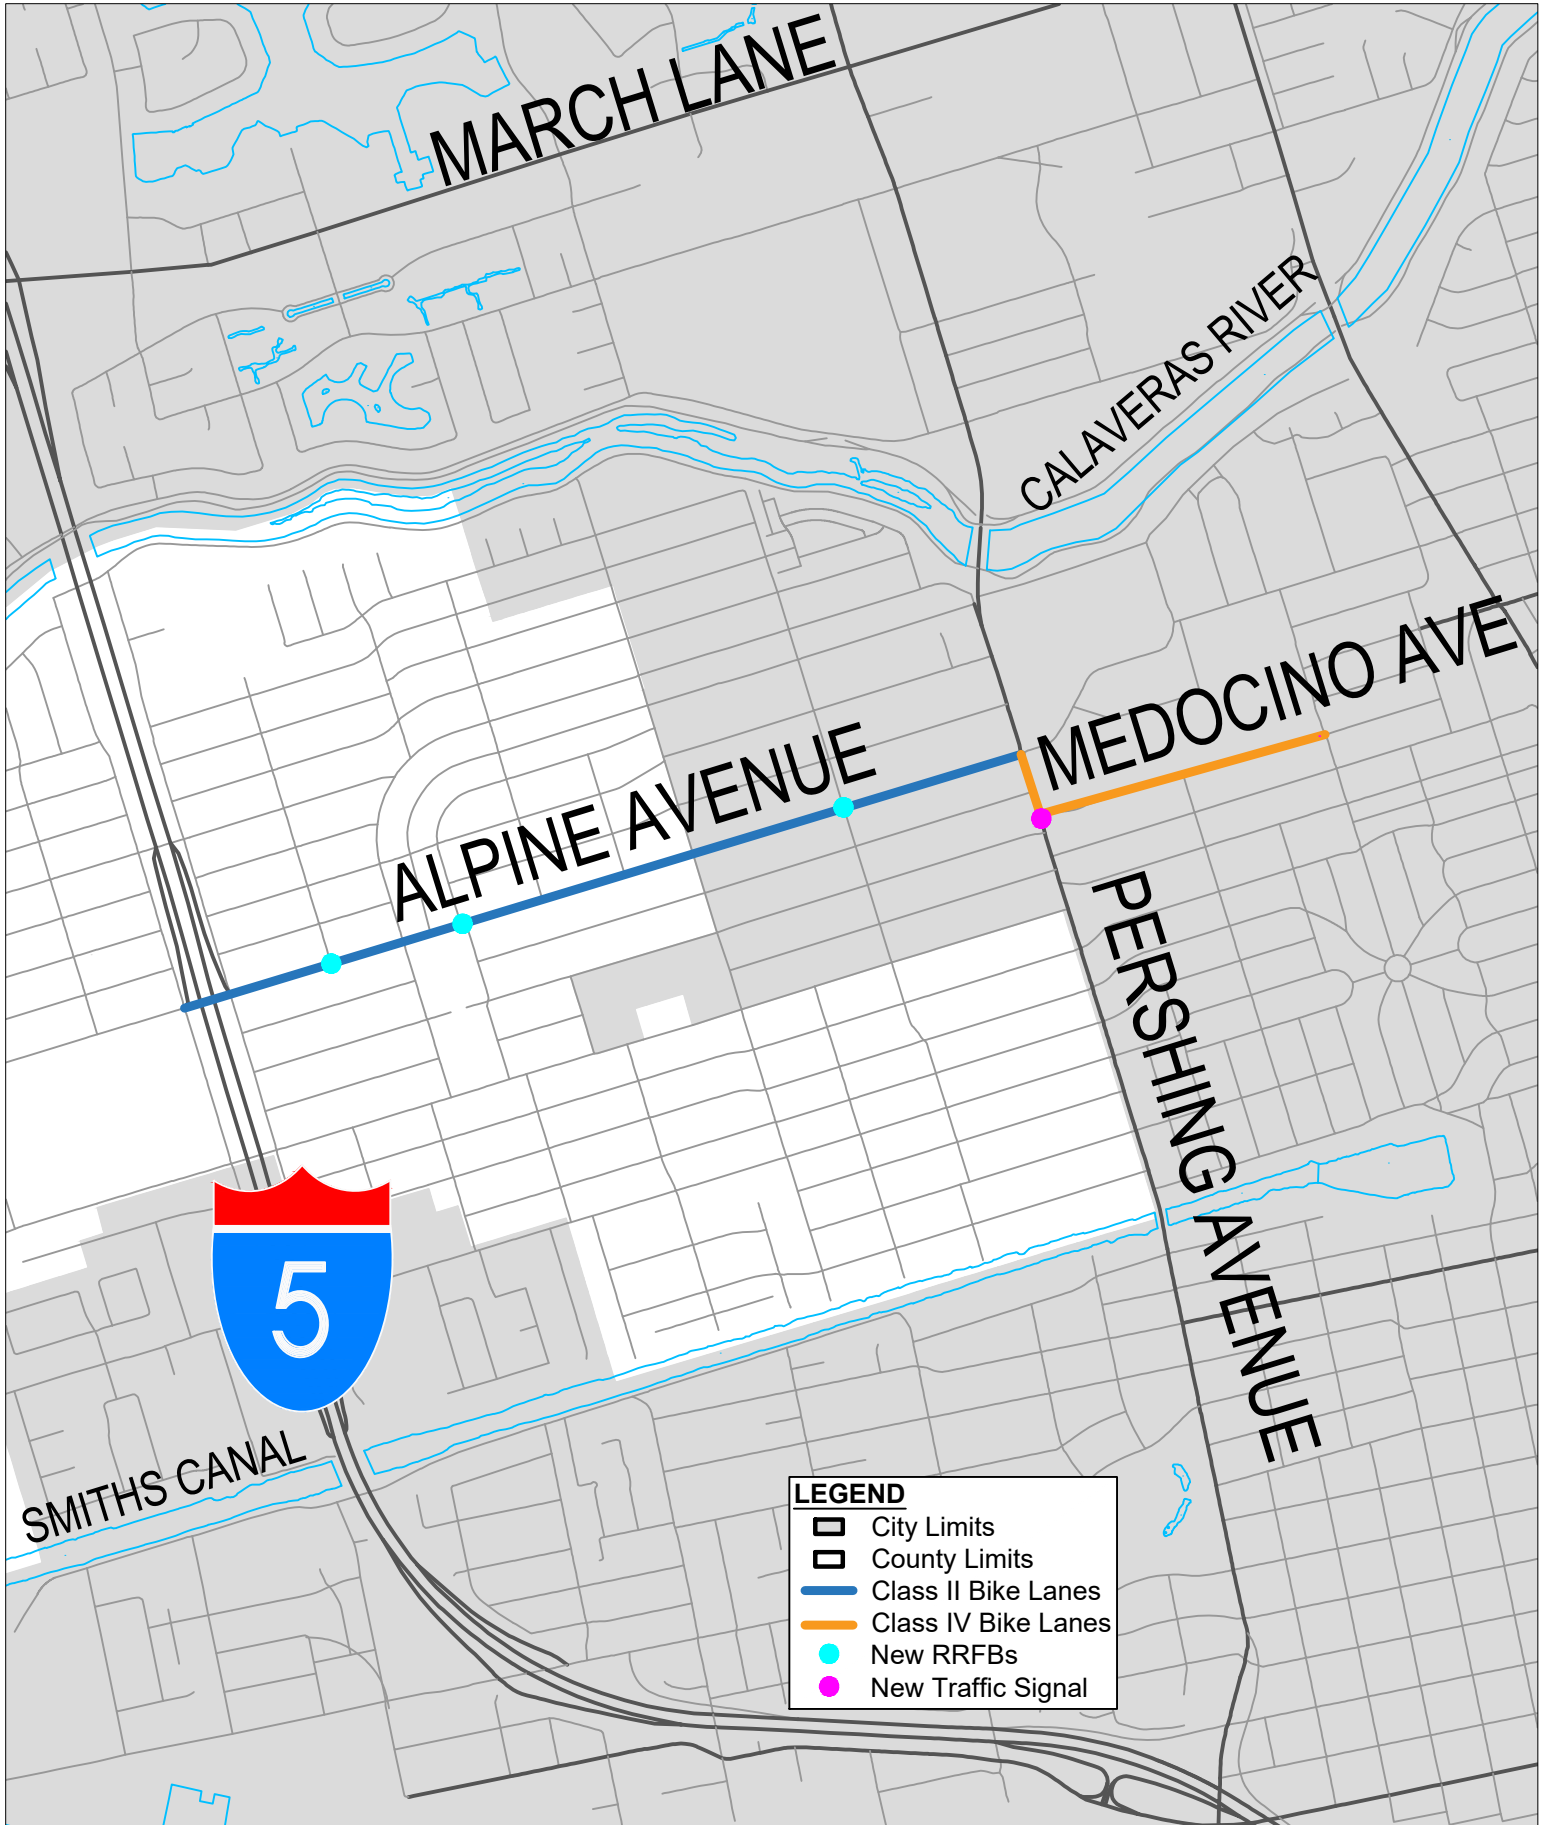 MARCH LANE
CALAVERAS RIVER
MEDOCINO AVE
ALPINE AVENUE
PERSHING AVENUE
5
SMITHS CANAL
LEGEND
City Limits
County Limits
Class II Bike Lanes
Class IV Bike Lanes
New RRFBs
New Traffic Signal